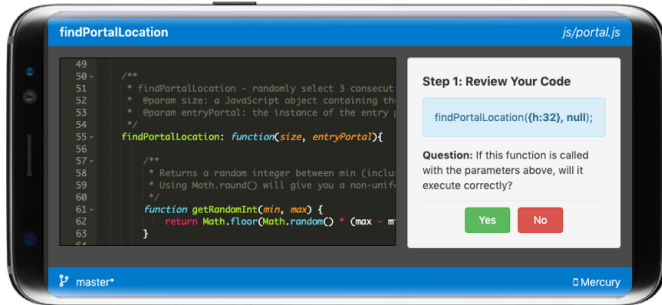 findPortalLocation
js/portal.js
49
50 - /**
51 * findPortalLocation - randomly select 3 consecut
52 * @param size: a JavaScript object containing the
53 * @param entryPortal: the instance of the entry p
54 */
55 - findPortalLocation: function(size, entryPortal){
56
57 - /**
58 * Returns a random integer between min (inclu
59 * Using Math.round() will give you a non-unif
60 */
61 - function getRandomInt(min, max) {
62 return Math.floor(Math.random() * (max - m
63 }
64
Step 1: Review Your Code
findPortalLocation({h:32}, null);
Question: If this function is called
with the parameters above, will it
execute correctly?
Yes
No
master*
Mercury